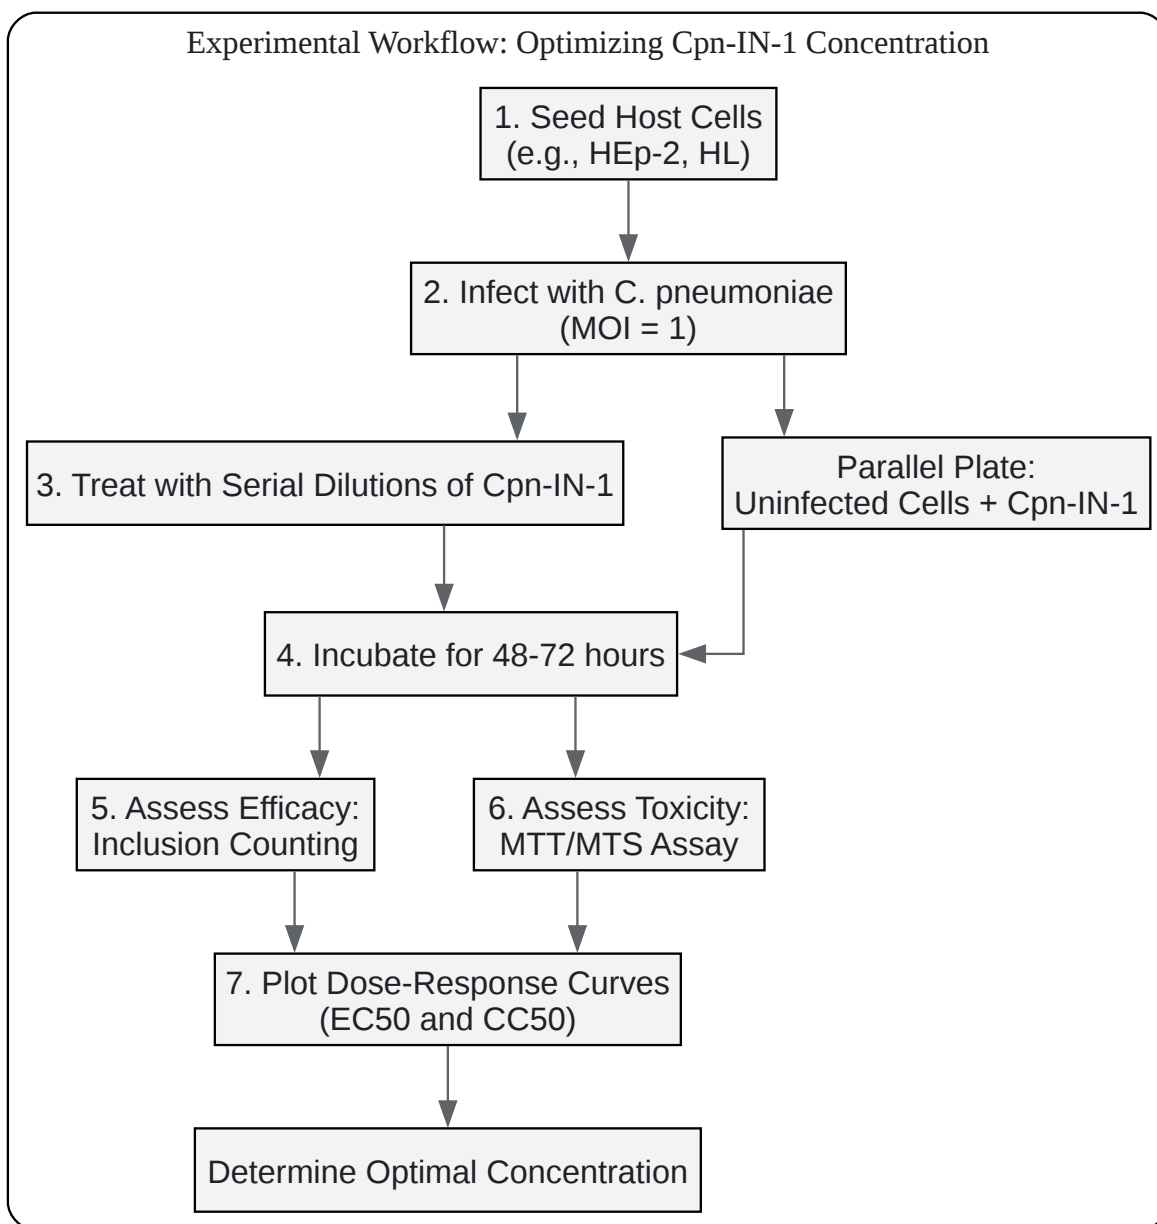 Experimental Workflow: Optimizing Cpn-IN-1 Concentration
1. Seed Host Cells
(e.g., HEp-2, HL)
2. Infect with C. pneumoniae
(MOI = 1)
3. Treat with Serial Dilutions of Cpn-IN-1
Parallel Plate:
Uninfected Cells + Cpn-IN-1
4. Incubate for 48-72 hours
5. Assess Efficacy:
Inclusion Counting
6. Assess Toxicity:
MTT/MTS Assay
7. Plot Dose-Response Curves
(EC50 and CC50)
Determine Optimal Concentration